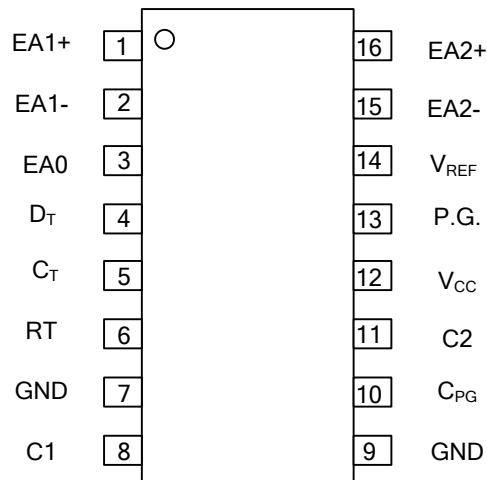 EA1+ 1 16 EA2+
EA1- 2 15 EA2-
EA0 3 14 VREF
DT 4 13 P.G.
CT 5 12 VCC
RT 6 11 C2
GND 7 10 CPG
C1 8 9 GND